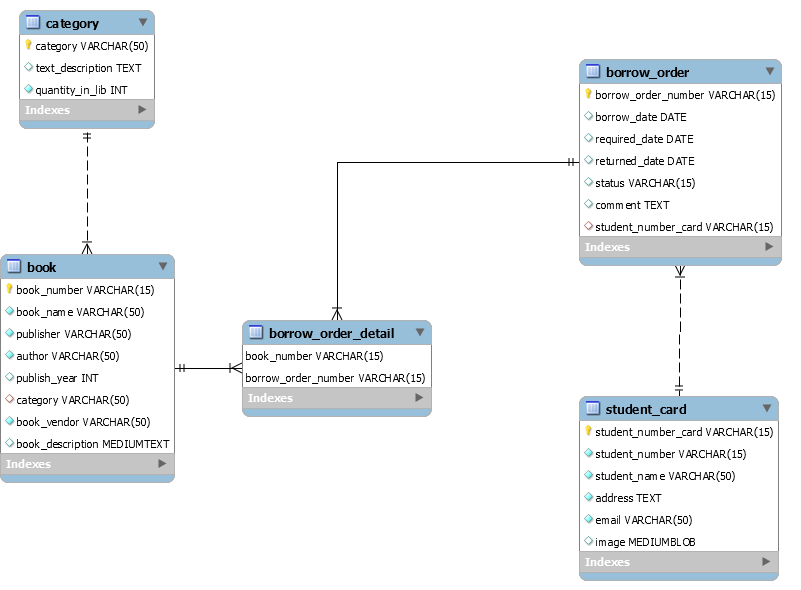 category
category VARCHAR(50)
text_description TEXT
quantity_in_lib INT
Indexes
book
book_number VARCHAR(15)
book_name VARCHAR(50)
publisher VARCHAR(50)
author VARCHAR(50)
publish_year INT
category VARCHAR(50)
book_vendor VARCHAR(50)
book_description MEDIUMTEXT
Indexes
borrow_order_detail
book_number VARCHAR(15)
borrow_order_number VARCHAR(15)
Indexes
borrow_order
borrow_order_number VARCHAR(15)
borrow_date DATE
required_date DATE
returned_date DATE
status VARCHAR(15)
comment TEXT
student_number_card VARCHAR(15)
Indexes
student_card
student_number_card VARCHAR(15)
student_number VARCHAR(15)
student_name VARCHAR(50)
address TEXT
email VARCHAR(50)
image MEDIUMBLOB
Indexes